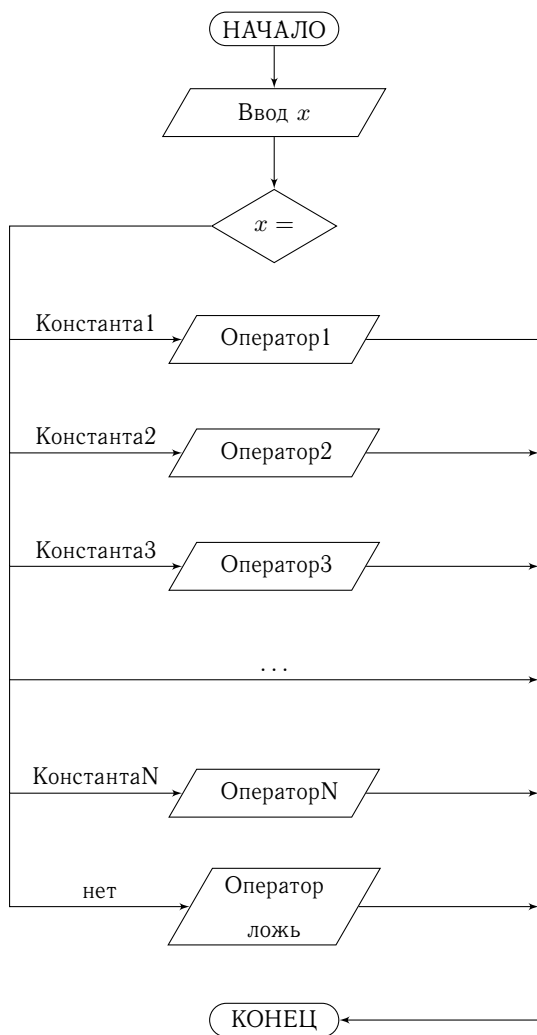 НАЧАЛО
Ввод x
x =
Константа1
Оператор1
Константа2
Оператор2
Константа3
Оператор3
...
КонстантаN
ОператорN
нет
Оператор
ложь
КОНЕЦ